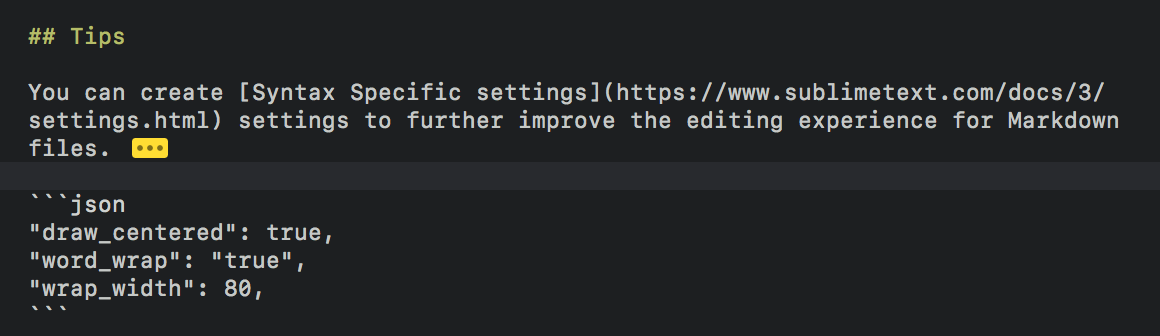 ## Tips
You can create [Syntax Specific settings](https://www.sublimetext.com/docs/3/
settings.html) settings to further improve the editing experience for Markdown
files. •••
```json
"draw_centered": true,
"word_wrap": "true",
"wrap_width": 80,
```